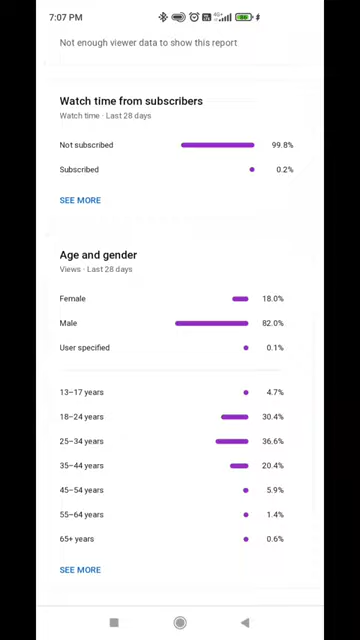 7:07 PM
4G+
Not enough viewer data to show this report
Watch time from subscribers
Watch time · Last 28 days
Not subscribed 99.8%
Subscribed 0.2%
SEE MORE
Age and gender
Views · Last 28 days
Female 18.0%
Male 82.0%
User specified 0.1%
13–17 years 4.7%
18–24 years 30.4%
25–34 years 36.6%
35–44 years 20.4%
45–54 years 5.9%
55–64 years 1.4%
65+ years 0.6%
SEE MORE